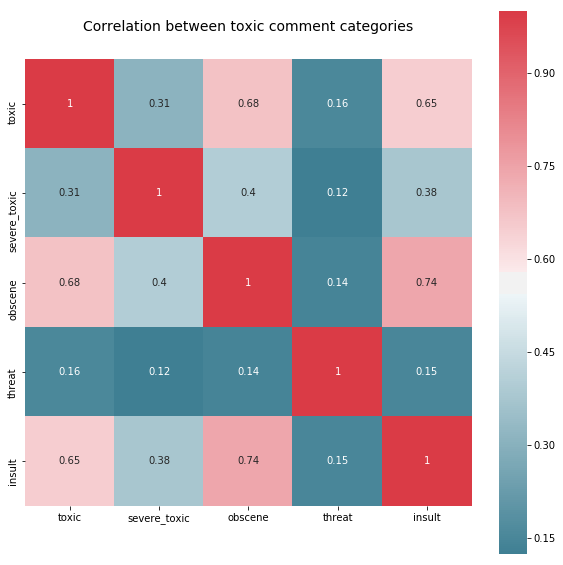 Correlation between toxic comment categories
toxic 1 0.31 0.68 0.16 0.65
severe_toxic 0.31 1 0.4 0.12 0.38
obscene 0.68 0.4 1 0.14 0.74
threat 0.16 0.12 0.14 1 0.15
insult 0.65 0.38 0.74 0.15 1
toxic severe_toxic obscene threat insult
0.90
0.75
0.60
0.45
0.30
0.15